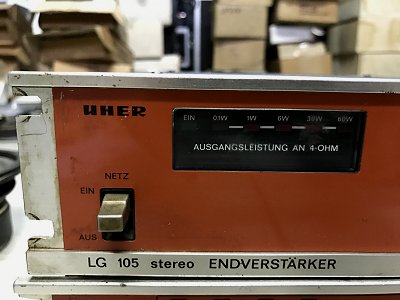 UHER
EIN 0.1W 1W 6W 30W 60W
AUSGANGSLEISTUNG AN 4-OHM
NETZ
EIN
AUS
LG 105 stereo ENDVERSTÄRKER